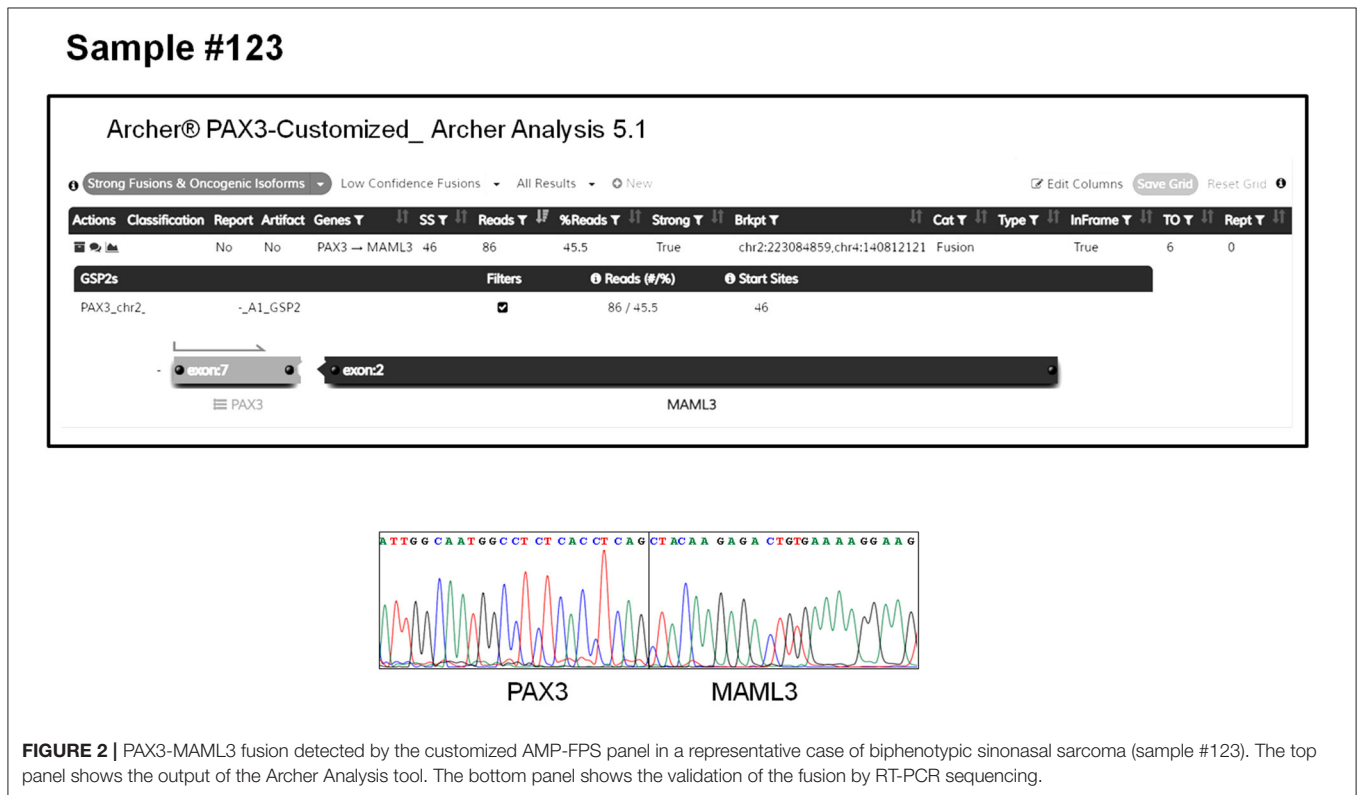 Sample #123
Archer® PAX3-Customized_ Archer Analysis 5.1
Strong Fusions & Oncogenic Isoforms Low Confidence Fusions All Results New Edit Columns Save Grid Reset Grid
Actions Classification Report Artifact Genes SS Reads %Reads Strong Brkpt Cat Type InFrame TO Rept
No No PAX3 → MAML3 46 86 45.5 True chr2:223084859,chr4:140812121 Fusion True 6 0
GSP2s Filters Reads (#/%) Start Sites
PAX3_chr2_ -_A1_GSP2 86 / 45.5 46
- exon:7 exon:2
PAX3 MAML3
ATTGGCAATGGCCTCTCACCTCAGCTACAAGAGACTGTGAAAAGGAAG
PAX3 MAML3
FIGURE 2 | PAX3-MAML3 fusion detected by the customized AMP-FPS panel in a representative case of biphenotypic sinonasal sarcoma (sample #123). The top
panel shows the output of the Archer Analysis tool. The bottom panel shows the validation of the fusion by RT-PCR sequencing.